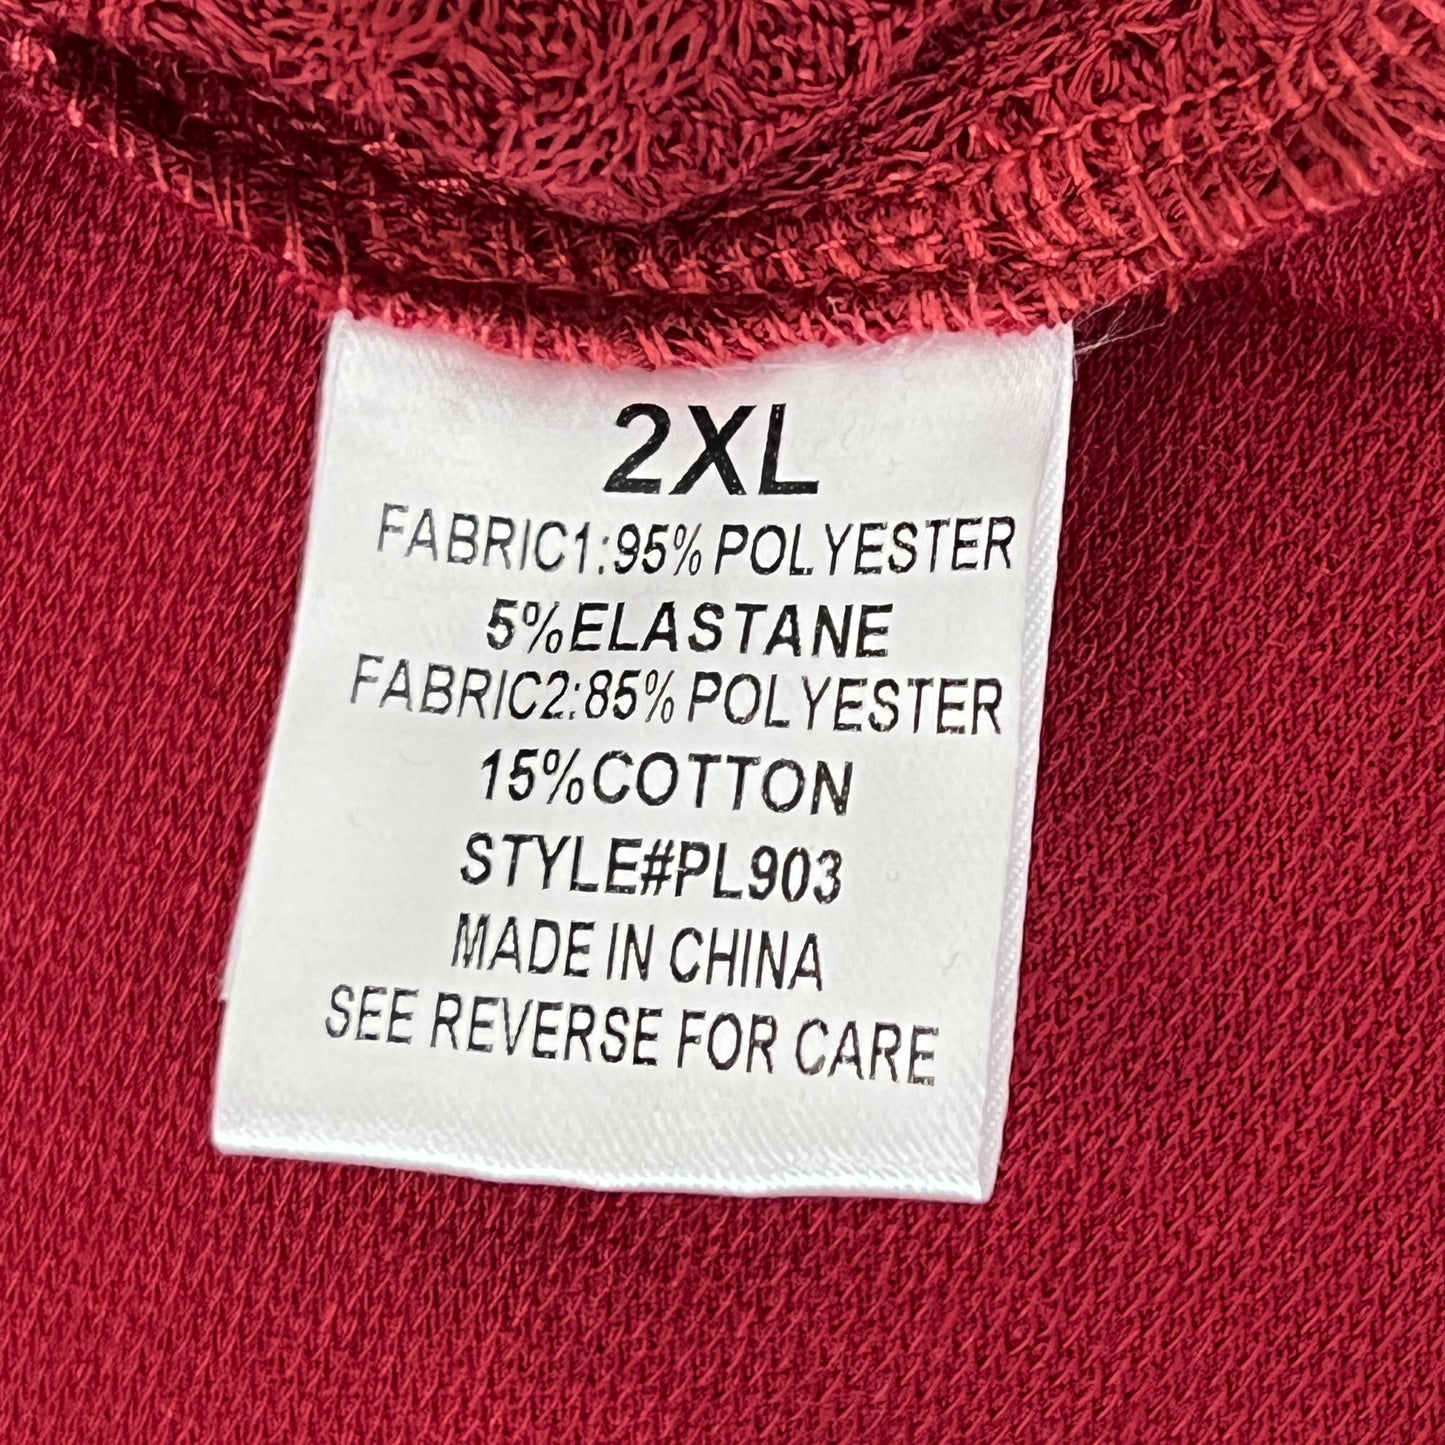 2XL
FABRIC1:95% POLYESTER
5%ELASTANE
FABRIC2:85% POLYESTER
15%COTTON
STYLE#PL903
MADE IN CHINA
SEE REVERSE FOR CARE